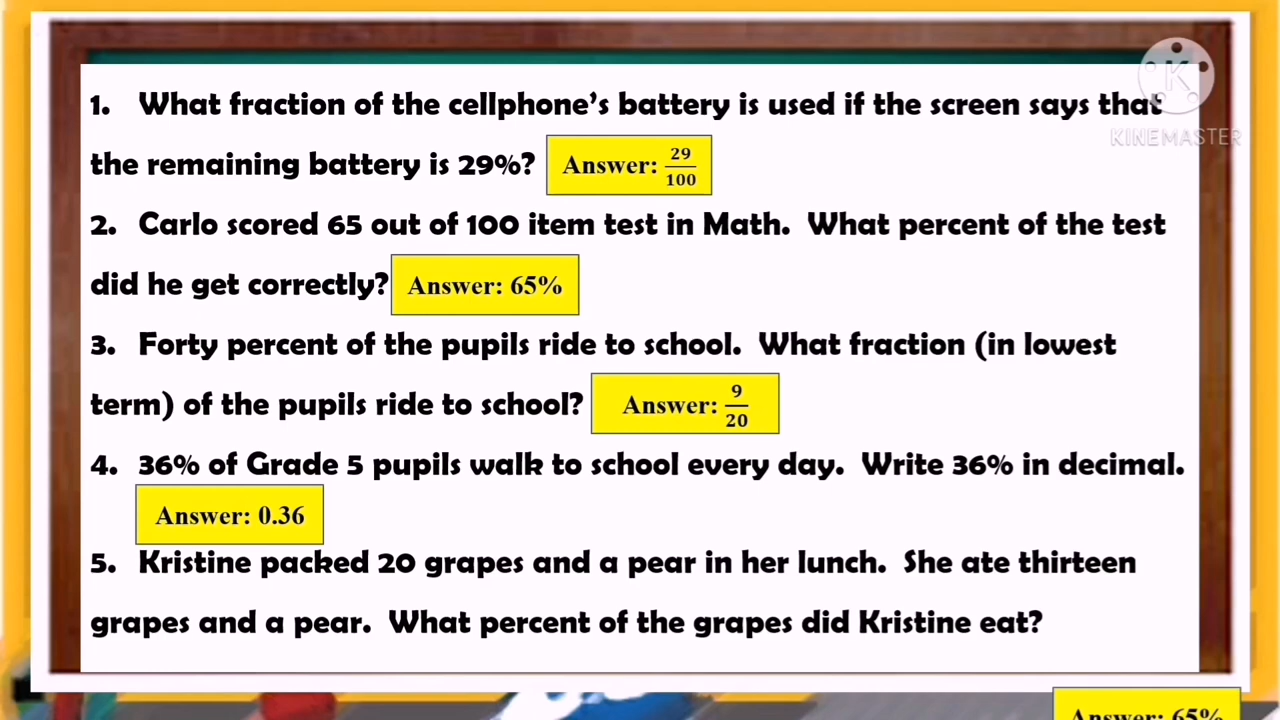 1. What fraction of the cellphone’s battery is used if the screen says that
the remaining battery is 29%? Answer: 29/100
2. Carlo scored 65 out of 100 item test in Math. What percent of the test
did he get correctly? Answer: 65%
3. Forty percent of the pupils ride to school. What fraction (in lowest
term) of the pupils ride to school? Answer: 9/20
4. 36% of Grade 5 pupils walk to school every day. Write 36% in decimal.
Answer: 0.36
5. Kristine packed 20 grapes and a pear in her lunch. She ate thirteen
grapes and a pear. What percent of the grapes did Kristine eat?
Answer: 65%
K
KINEMASTER